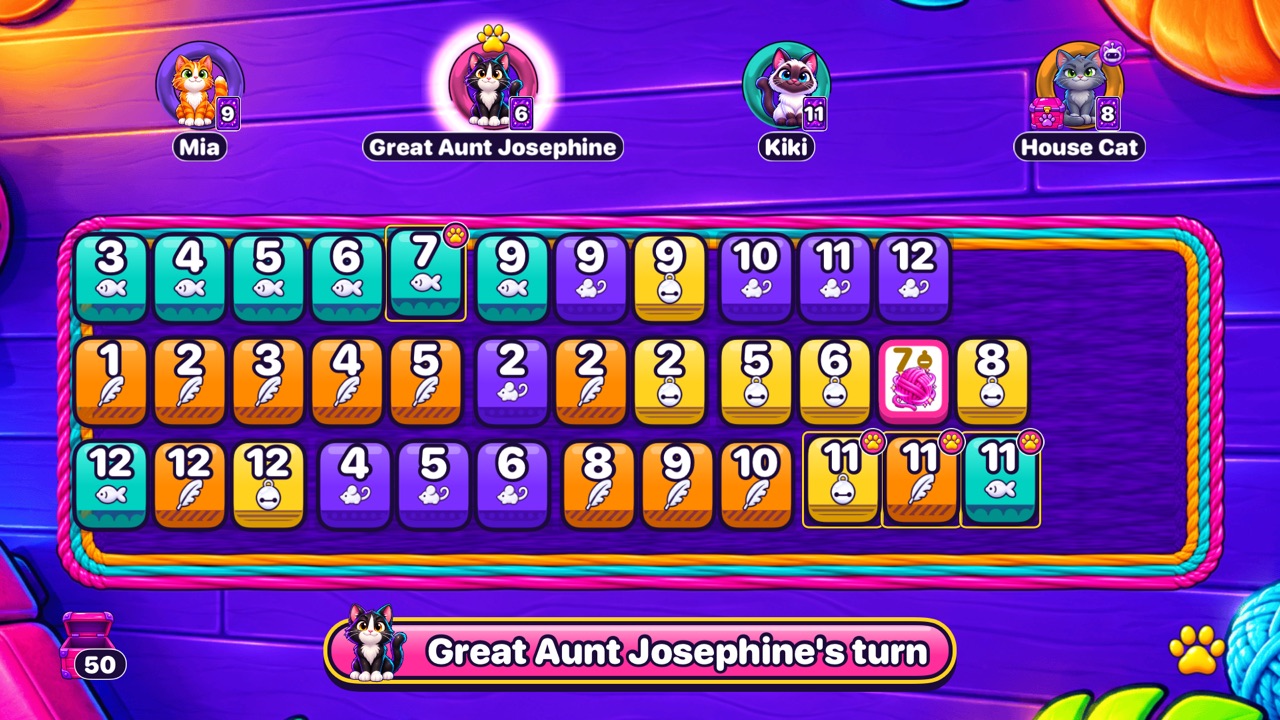 9
6
11
8
Mia
Great Aunt Josephine
Kiki
House Cat
3 4 5 6 7 9 9 9 10 11 12
1 2 3 4 5 2 2 2 5 6 7 8
12 12 12 4 5 6 8 9 10 11 11 11
50
Great Aunt Josephine's turn